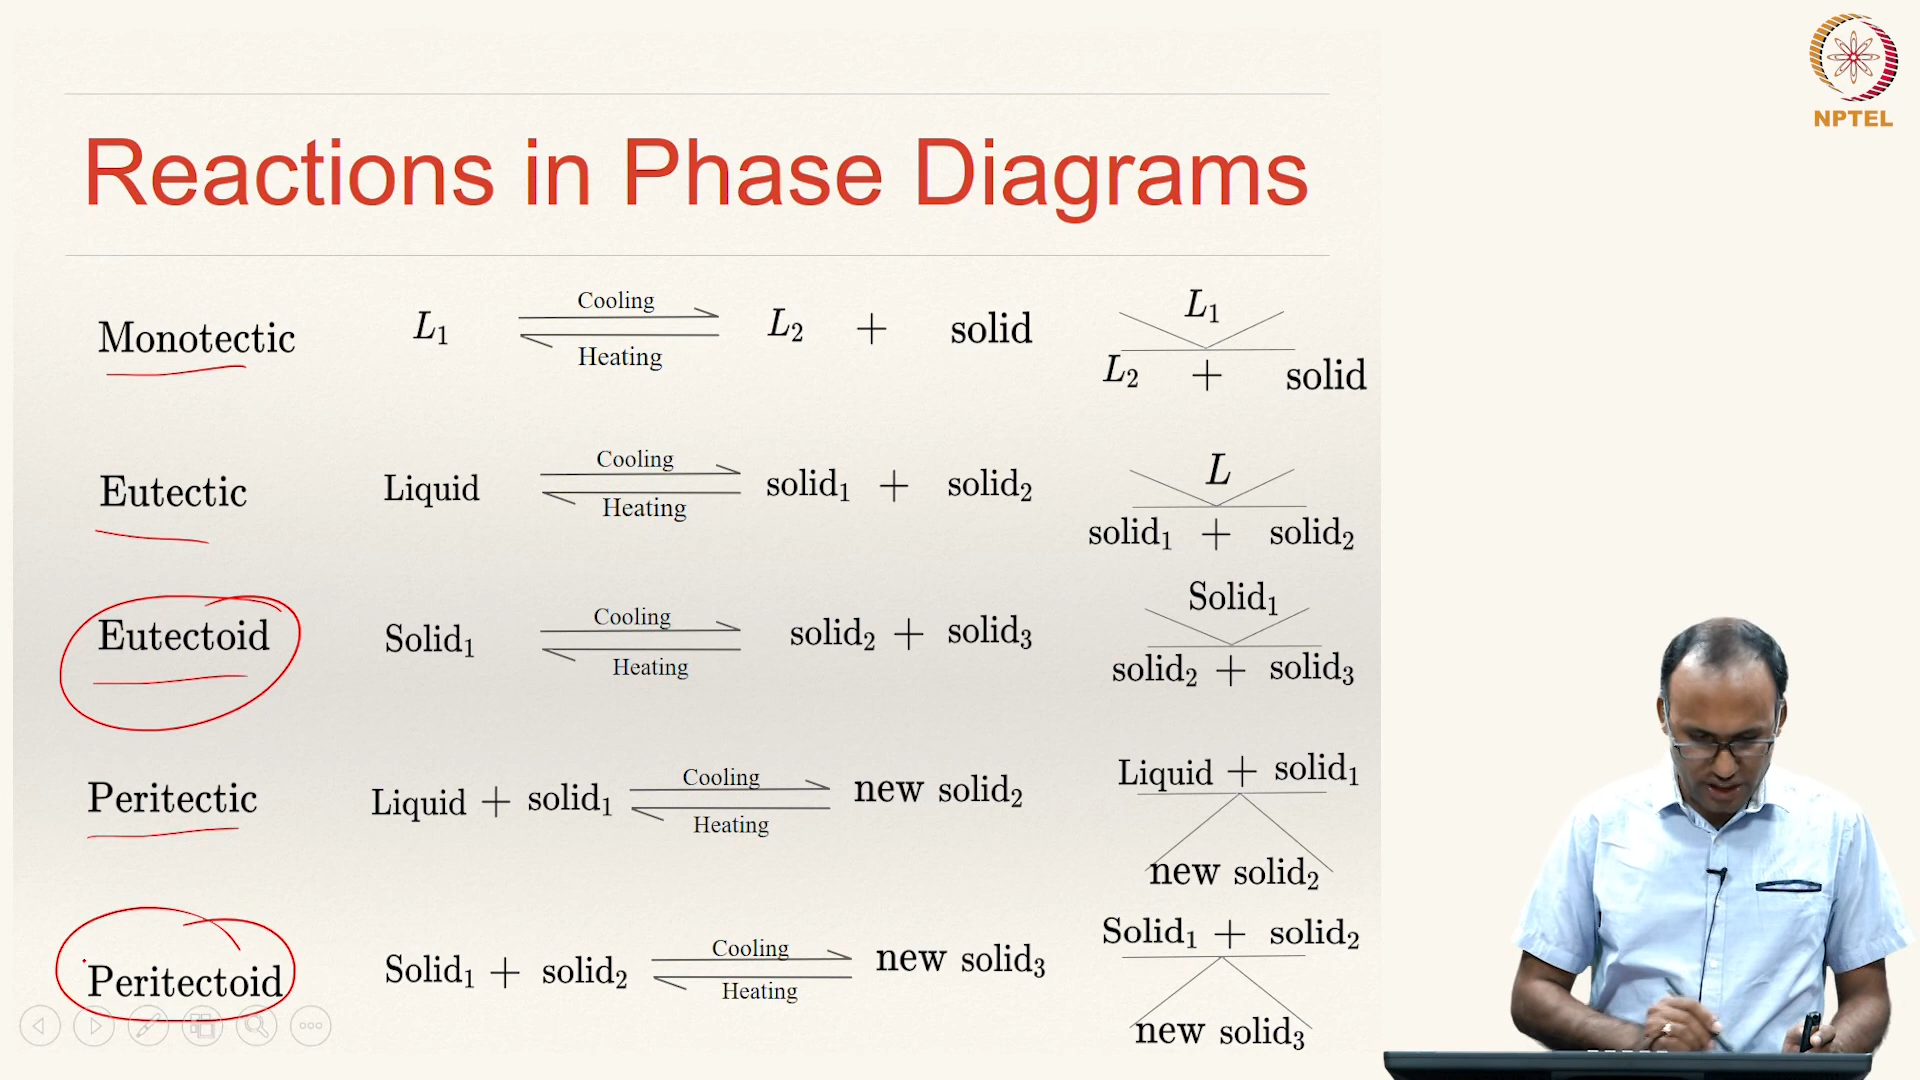 NPTEL
Reactions in Phase Diagrams
Monotectic L₁ Cooling Heating L₂ + solid L₁
L₂ + solid
Eutectic Liquid Cooling Heating solid₁ + solid₂ L
solid₁ + solid₂
Eutectoid Solid₁ Cooling Heating solid₂ + solid₃ Solid₁
solid₂ + solid₃
Peritectic Liquid + solid₁ Cooling Heating new solid₂ Liquid + solid₁
new solid₂
Peritectoid Solid₁ + solid₂ Cooling Heating new solid₃ Solid₁ + solid₂
new solid₃